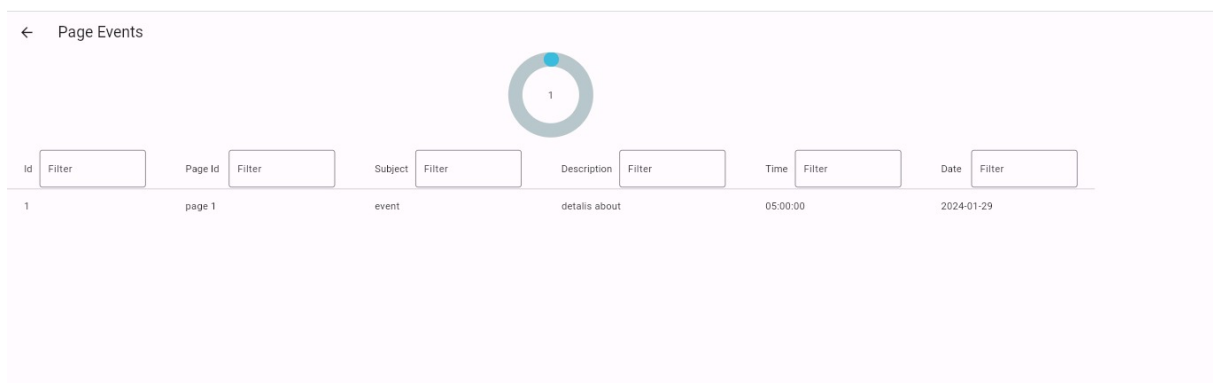 Page Events
1
Id Filter Page Id Filter Subject Filter Description Filter Time Filter Date Filter
1 page 1 event detalis about 05:00:00 2024-01-29